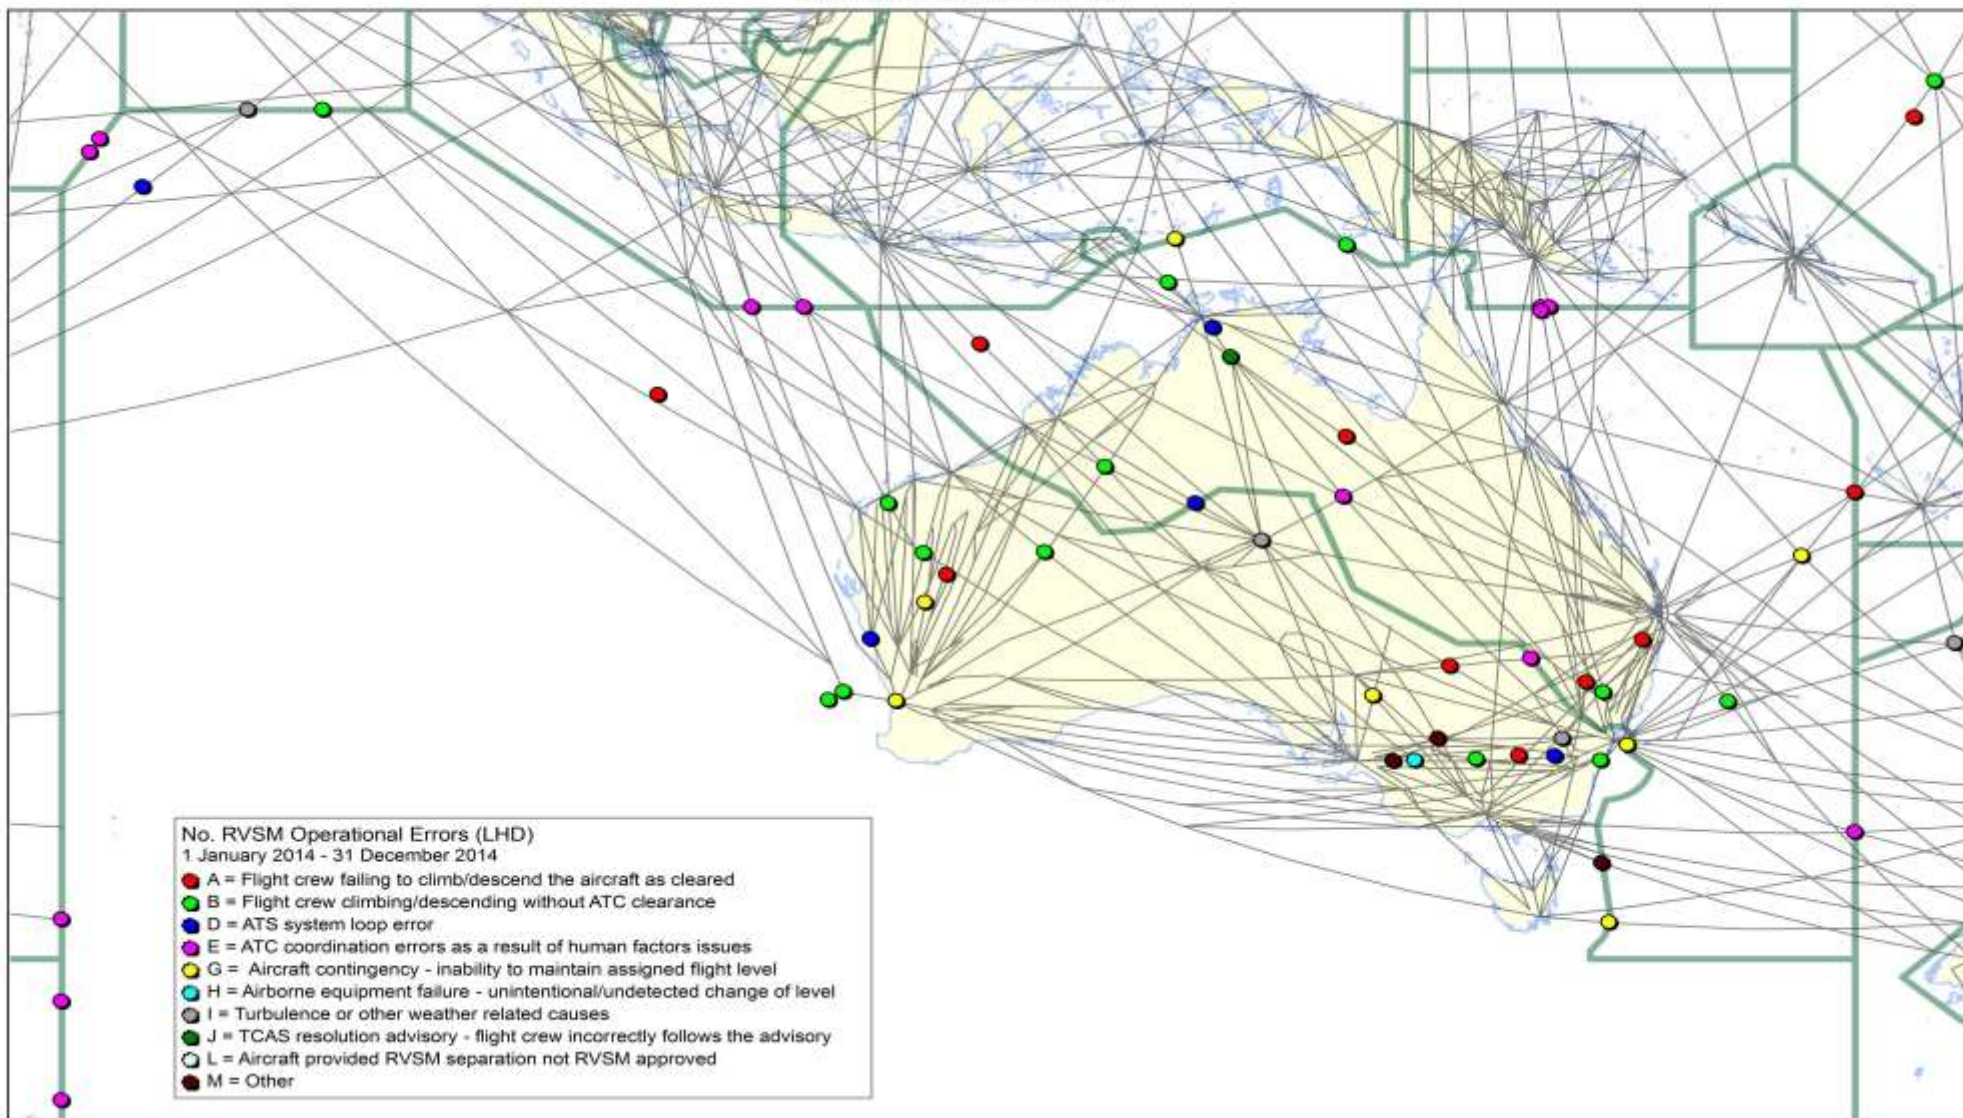 No. RVSM Operational Errors (LHD)
1 January 2014 - 31 December 2014
A = Flight crew failing to climb/descend the aircraft as cleared
B = Flight crew climbing/descending without ATC clearance
D = ATS system loop error
E = ATC coordination errors as a result of human factors issues
G = Aircraft contingency - inability to maintain assigned flight level
H = Airborne equipment failure - unintentional/undetected change of level
I = Turbulence or other weather related causes
J = TCAS resolution advisory - flight crew incorrectly follows the advisory
L = Aircraft provided RVSM separation not RVSM approved
M = Other